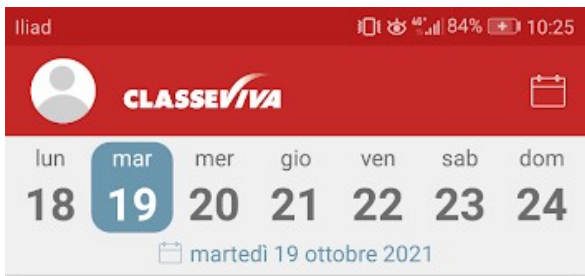 Iliad 84% 10:25
CLASSEVIVA
lun mar mer gio ven sab dom
18 19 20 21 22 23 24
martedì 19 ottobre 2021